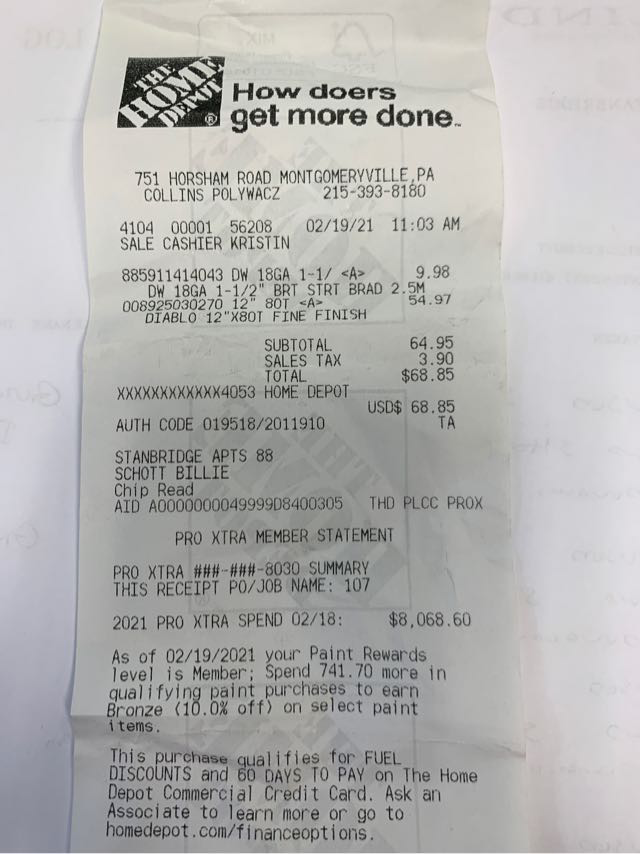 THE
HOME
DEPOT
How doers
get more done.
751 HORSHAM ROAD MONTGOMERYVILLE,PA
COLLINS POLYWACZ 215-393-8180
4104 00001 56208 02/19/21 11:03 AM
SALE CASHIER KRISTIN
885911414043 DW 18GA 1-1/ <A> 9.98
DW 18GA 1-1/2" BRT STRT BRAD 2.5M
008925030270 12" 80T <A> 54.97
DIABLO 12"X80T FINE FINISH
SUBTOTAL 64.95
SALES TAX 3.90
TOTAL $68.85
XXXXXXXXXXXX4053 HOME DEPOT
USD$ 68.85
AUTH CODE 019518/2011910 TA
STANBRIDGE APTS 88
SCHOTT BILLIE
Chip Read
AID A0000000049999D8400305 THD PLCC PROX
PRO XTRA MEMBER STATEMENT
PRO XTRA ###-###-8030 SUMMARY
THIS RECEIPT PO/JOB NAME: 107
2021 PRO XTRA SPEND 02/18: $8,068.60
As of 02/19/2021 your Paint Rewards
level is Member; Spend 741.70 more in
qualifying paint purchases to earn
Bronze (10.0% off) on select paint
items.
This purchase qualifies for FUEL
DISCOUNTS and 60 DAYS TO PAY on The Home
Depot Commercial Credit Card. Ask an
Associate to learn more or go to
homedepot.com/financeoptions.